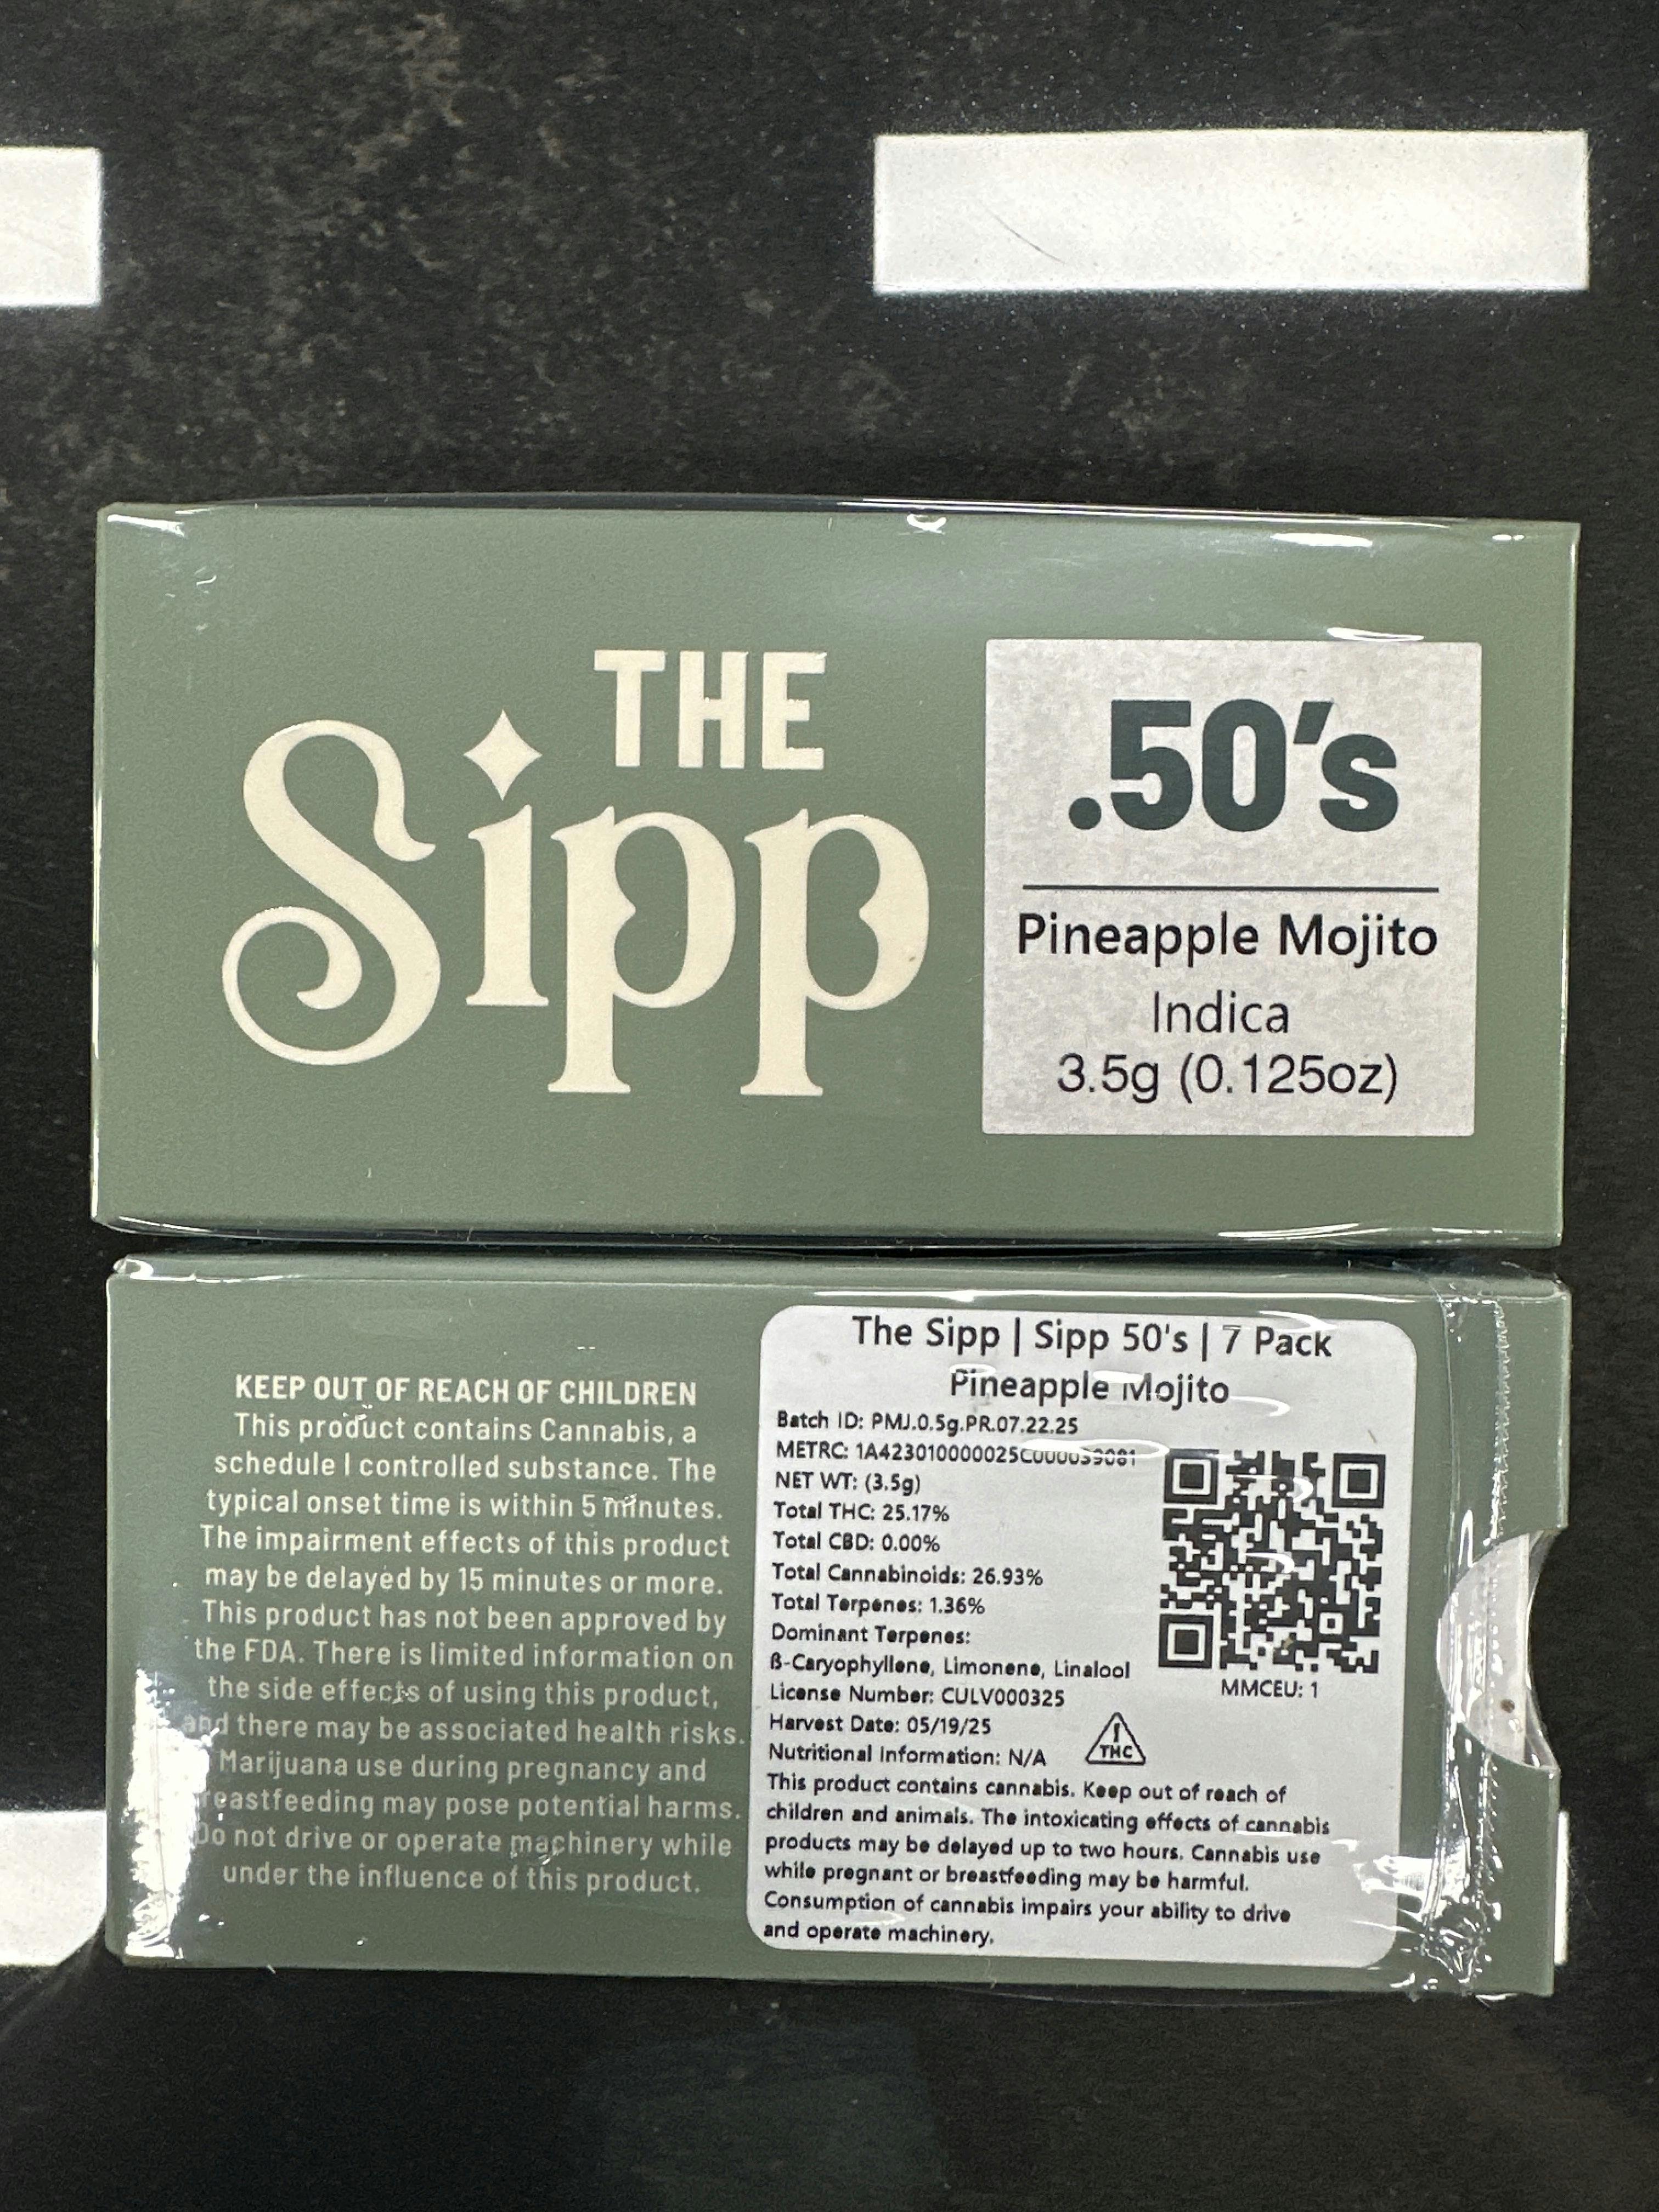 THE
Sipp
.50's
Pineapple Mojito
Indica
3.5g (0.125oz)
KEEP OUT OF REACH OF CHILDREN
This product contains Cannabis, a
schedule I controlled substance. The
typical onset time is within 5 minutes.
The impairment effects of this product
may be delayed by 15 minutes or more.
This product has not been approved by
the FDA. There is limited information on
the side effects of using this product,
and there may be associated health risks.
Marijuana use during pregnancy and
breastfeeding may pose potential harms.
Do not drive or operate machinery while
under the influence of this product.
The Sipp | Sipp 50's | 7 Pack
Pineapple Mojito
Batch ID: PMJ.0.5g.PR.07.22.25
METRC: 1A423010000025C000039081
NET WT: (3.5g)
Total THC: 25.17%
Total CBD: 0.00%
Total Cannabinoids: 26.93%
Total Terpenes: 1.36%
Dominant Terpenes:
ß-Caryophyllene, Limonene, Linalool
License Number: CULV000325
Harvest Date: 05/19/25
Nutritional Information: N/A
MMCEU: 1
!
THC
This product contains cannabis. Keep out of reach of
children and animals. The intoxicating effects of cannabis
products may be delayed up to two hours. Cannabis use
while pregnant or breastfeeding may be harmful.
Consumption of cannabis impairs your ability to drive
and operate machinery.